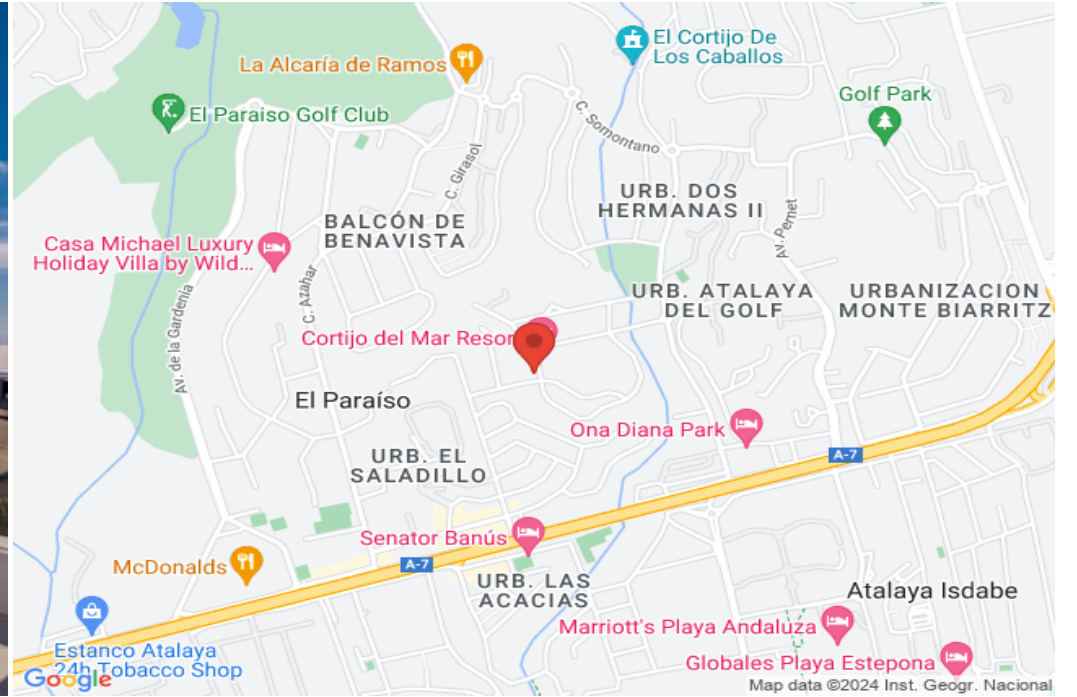 La Alcaría de Ramos
El Cortijo De
Los Caballos
El Paraiso Golf Club
Golf Park
C. Somontano
C. Girasol
URB. DOS
HERMANAS II
BALCÓN DE
BENAVISTA
Av. Pernet
Casa Michael Luxury
Holiday Villa by Wild...
C. Azahar
Av. de la Gardenia
URB. ATALAYA
DEL GOLF
URBANIZACION
MONTE BIARRITZ
Cortijo del Mar Resor
El Paraíso
Ona Diana Park
A-7
URB. EL
SALADILLO
Senator Banús
A-7
McDonalds
URB. LAS
ACACIAS
Atalaya Isdabe
Marriott's Playa Andaluza
Estanco Atalaya
24h Tobacco Shop
Globales Playa Estepona
Google
Map data ©2024 Inst. Geogr. Nacional